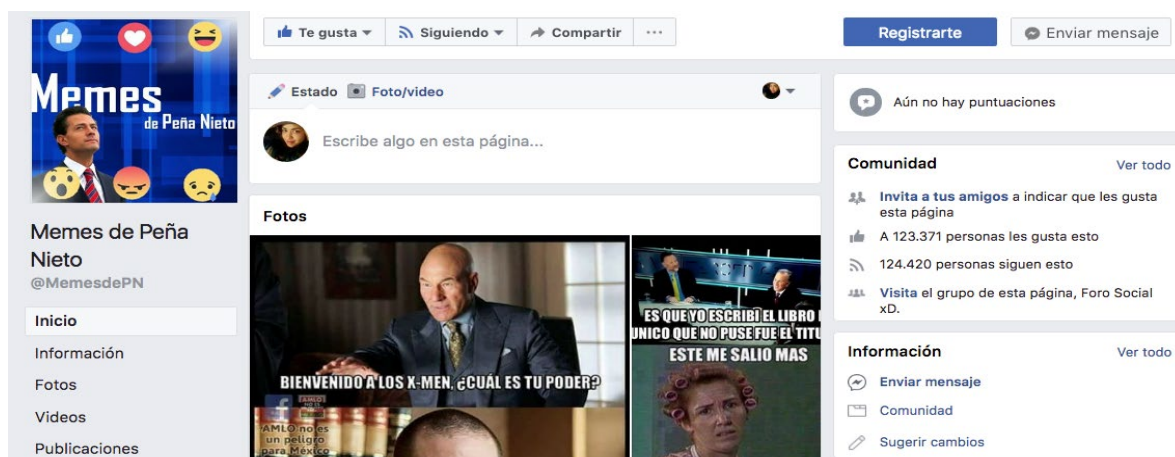 Memes
de Peña Nieto
Memes de Peña
Nieto
@MemesdePN
Inicio
Información
Fotos
Videos
Publicaciones
Te gusta Siguiendo Compartir ...
Registrarte Enviar mensaje
Estado Foto/video
Escribe algo en esta página...
Fotos
BIENVENIDO A LOS X-MEN, ¿CUÁL ES TU PODER?
AMLO NO ES
AMLO no es
un peligro
para México
ES QUE YO ESCRIBÍ EL LIBRO
UNICO QUE NO PUSE FUE EL TITU
ESTE ME SALIO MAS
Aún no hay puntuaciones
Comunidad Ver todo
Invita a tus amigos a indicar que les gusta
esta página
A 123.371 personas les gusta esto
124.420 personas siguen esto
Visita el grupo de esta página, Foro Social
xD.
Información Ver todo
Enviar mensaje
Comunidad
Sugerir cambios